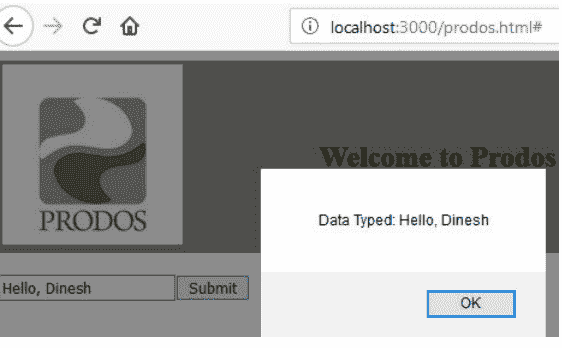 localhost:3000/prodos.html#
Welcome to Prodos
PRODOS
Data Typed: Hello, Dinesh
Hello, Dinesh Submit
OK